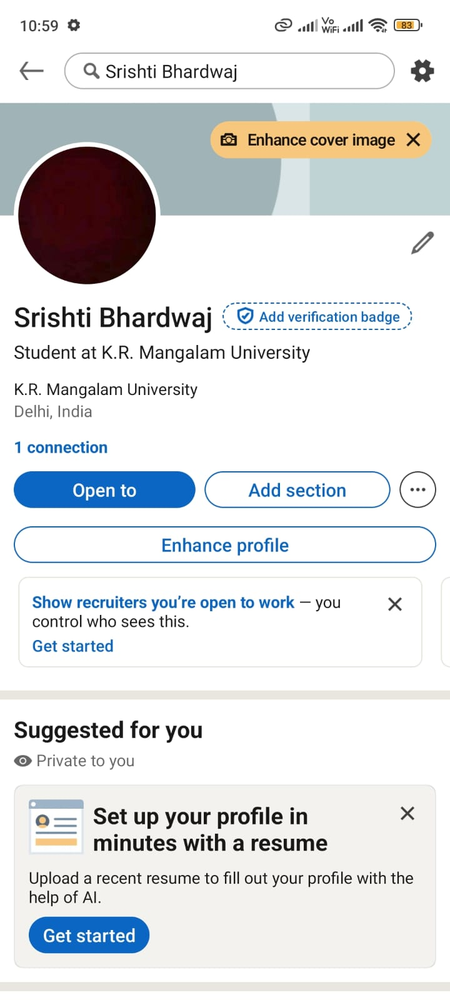 10:59
Vo
WiFi
83
Srishti Bhardwaj
Enhance cover image
Srishti Bhardwaj
Add verification badge
Student at K.R. Mangalam University
K.R. Mangalam University
Delhi, India
1 connection
Open to
Add section
Enhance profile
Show recruiters you’re open to work – you
control who sees this.
Get started
Suggested for you
Private to you
Set up your profile in
minutes with a resume
Upload a recent resume to fill out your profile with the
help of AI.
Get started